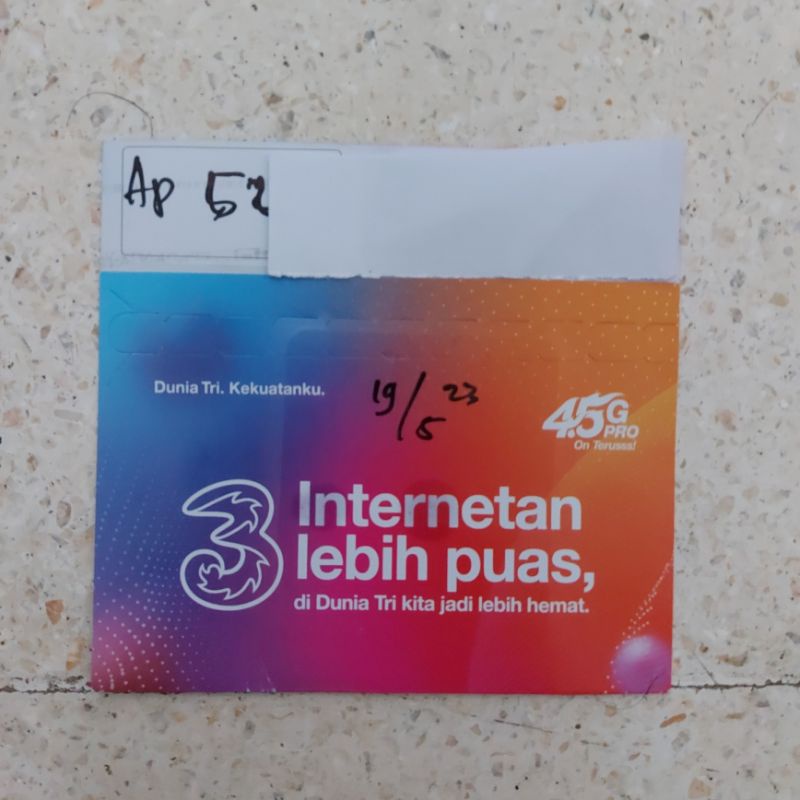 Ap 52
Dunia Tri. Kekuatanku.
19/5 23
4.5G
PRO
On Terusss!
3
Internetan
lebih puas,
di Dunia Tri kita jadi lebih hemat.